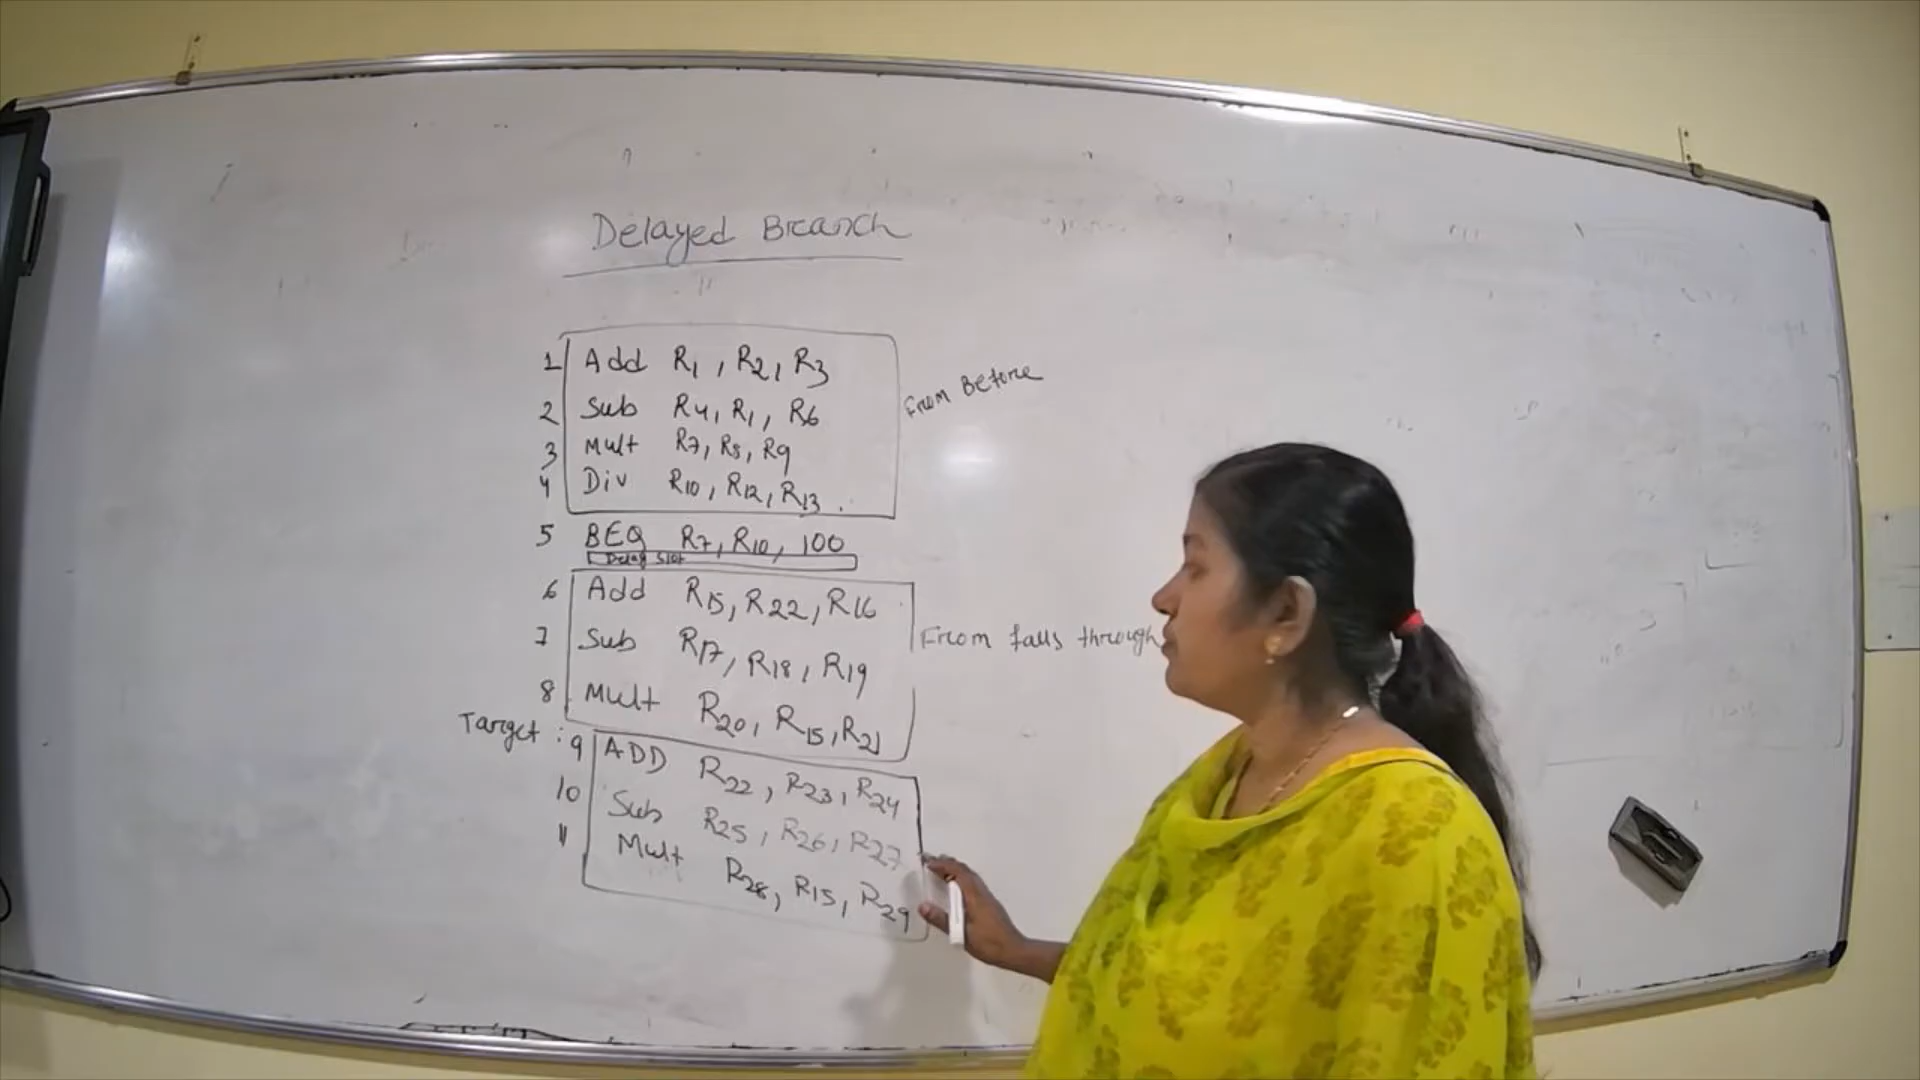 Delayed Branch
1 Add R1, R2, R3
2 Sub R4, R1, R6
3 Mult R7, R8, R9
4 Div R10, R12, R13
From Before
5 BEQ R7, R10, 100
Delay Slot
6 Add R15, R22, R16
7 Sub R17, R18, R19
8 Mult R20, R15, R21
From falls through
Target : 9 ADD R22, R23, R24
10 Sub R25, R26, R27
11 Mult R28, R15, R29